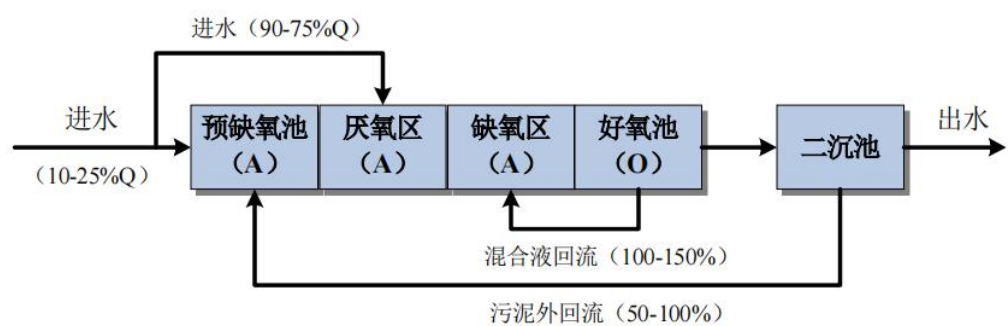 进水（90-75%Q）
进水
（10-25%Q）
预缺氧池
（A）
厌氧区
（A）
缺氧区
（A）
好氧池
（O）
二沉池
出水
混合液回流（100-150%）
污泥外回流（50-100%）